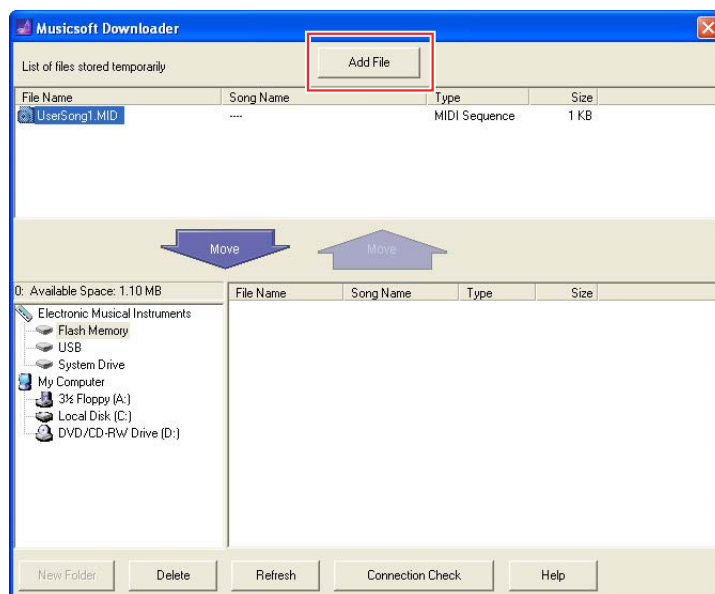 Musicsoft Downloader
List of files stored temporarily
Add File
File Name Song Name Type Size
UserSong1.MID ---- MIDI Sequence 1 KB
Move Move
0: Available Space: 1.10 MB
File Name Song Name Type Size
Electronic Musical Instruments
Flash Memory
USB
System Drive
My Computer
3½ Floppy (A:)
Local Disk (C:)
DVD/CD-RW Drive (D:)
New Folder Delete Refresh Connection Check Help